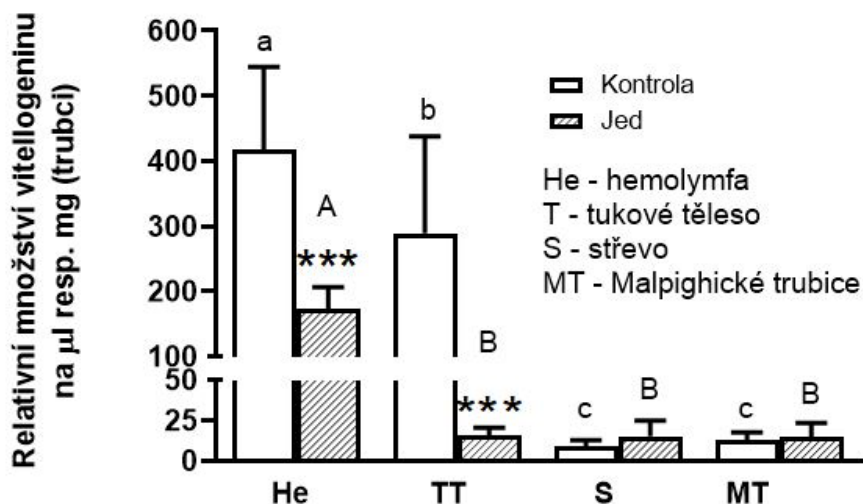 Relativní množství vitellogeninu
na µl resp. mg (trubci)
600
500
400
300
200
100
50
25
0
a
A
***
b
B
***
c
B
c
B
Kontrola
Jed
He - hemolymfa
T - tukové těleso
S - střevo
MT - Malpighické trubice
He TT S MT